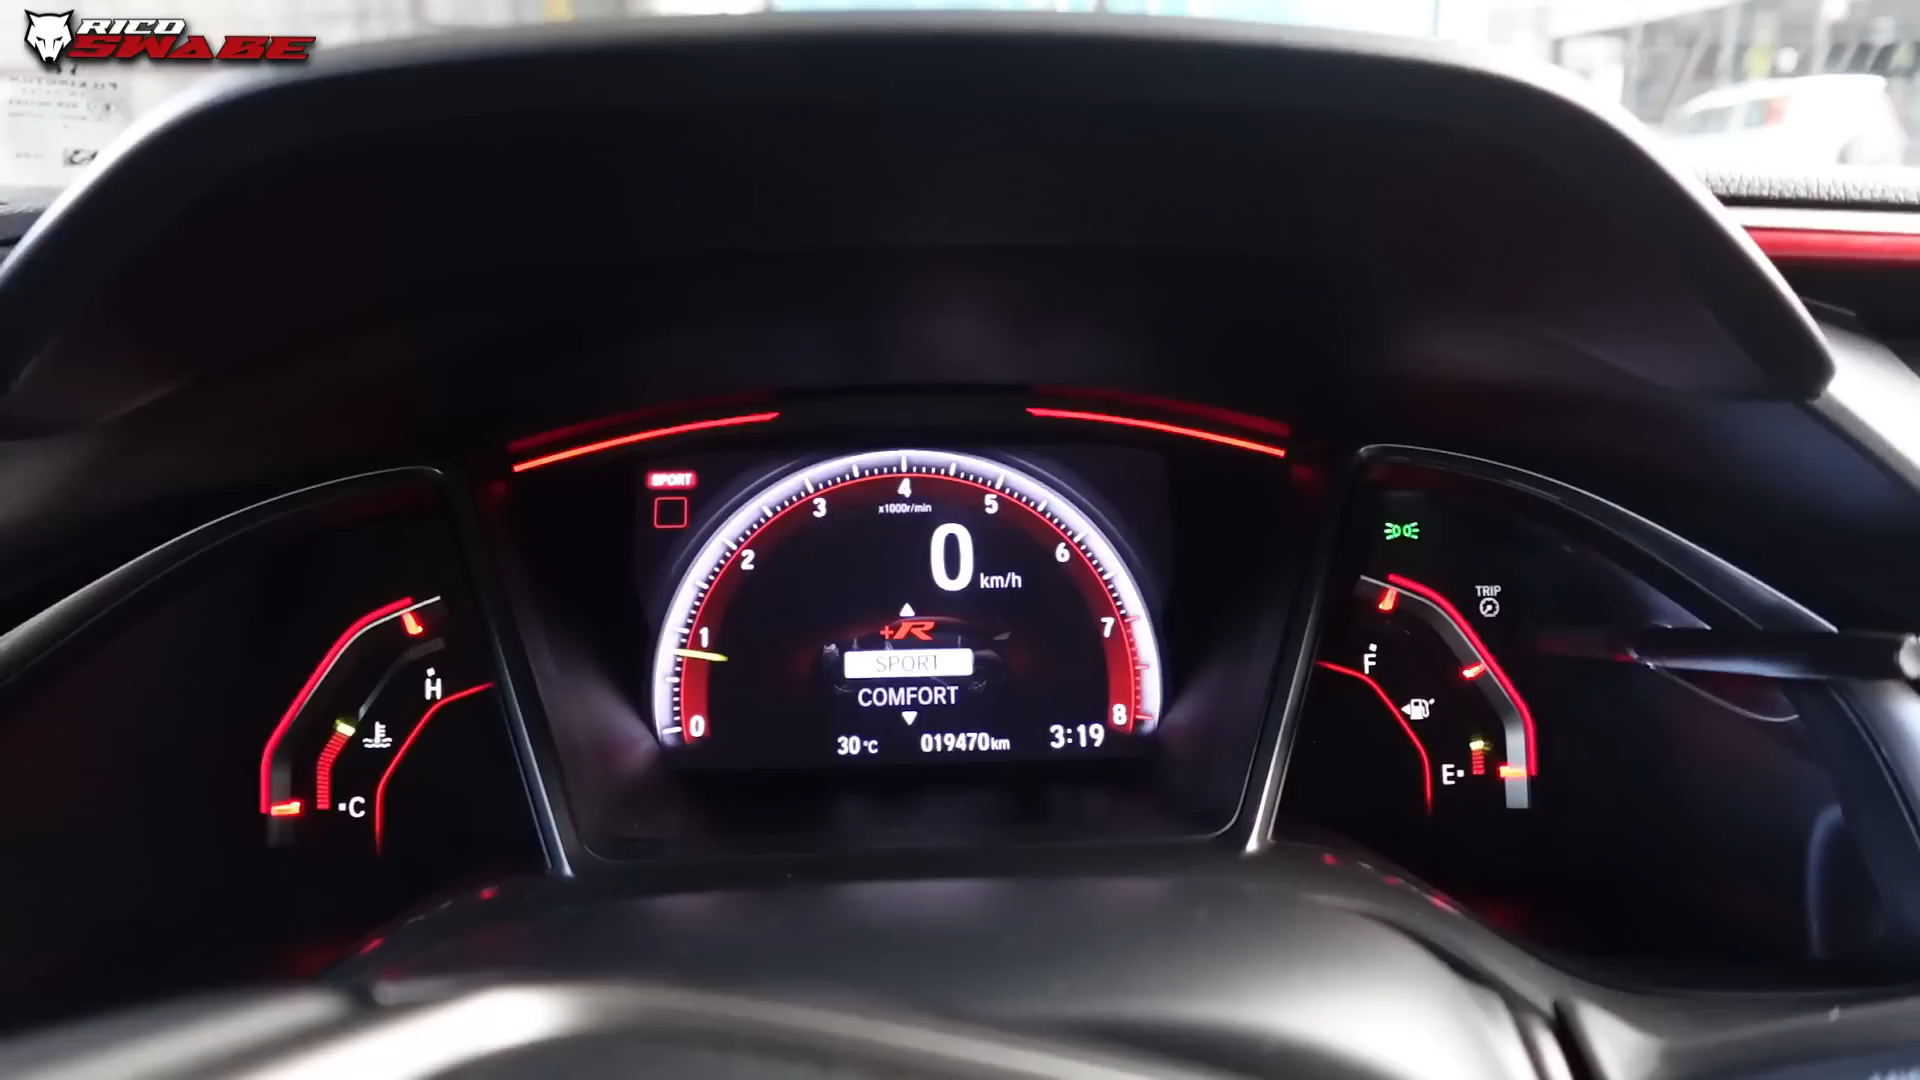 RICO
SWABE
SPORT
4
3
5
x1000r/min
2
0 km/h
6
TRIP
1
+R
7
F
H
SPORT
COMFORT
0
8
30°C
019470km
3:19
E
C